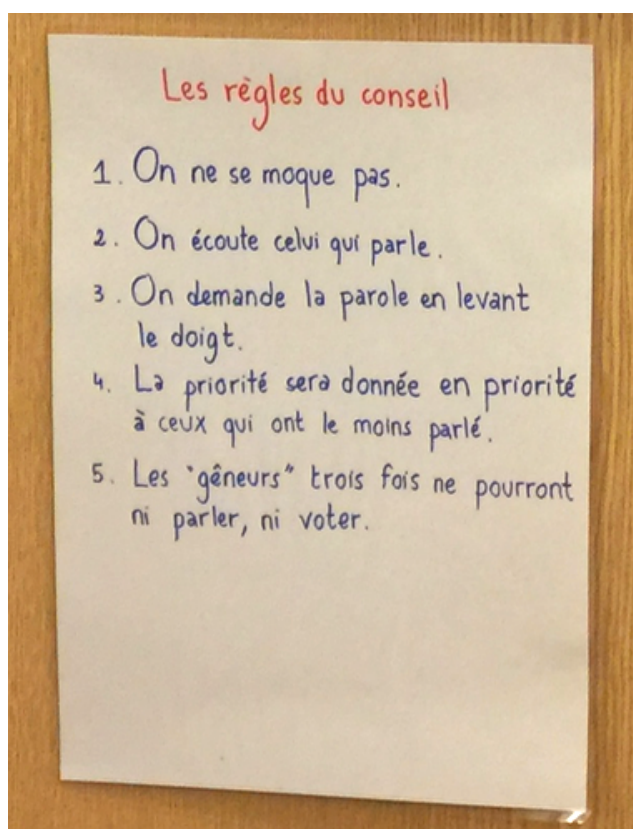 Les règles du conseil
1. On ne se moque pas.
2. On écoute celui qui parle.
3. On demande la parole en levant
le doigt.
4. La priorité sera donnée en priorité
à ceux qui ont le moins parlé.
5. Les "gêneurs" trois fois ne pourront
ni parler, ni voter.